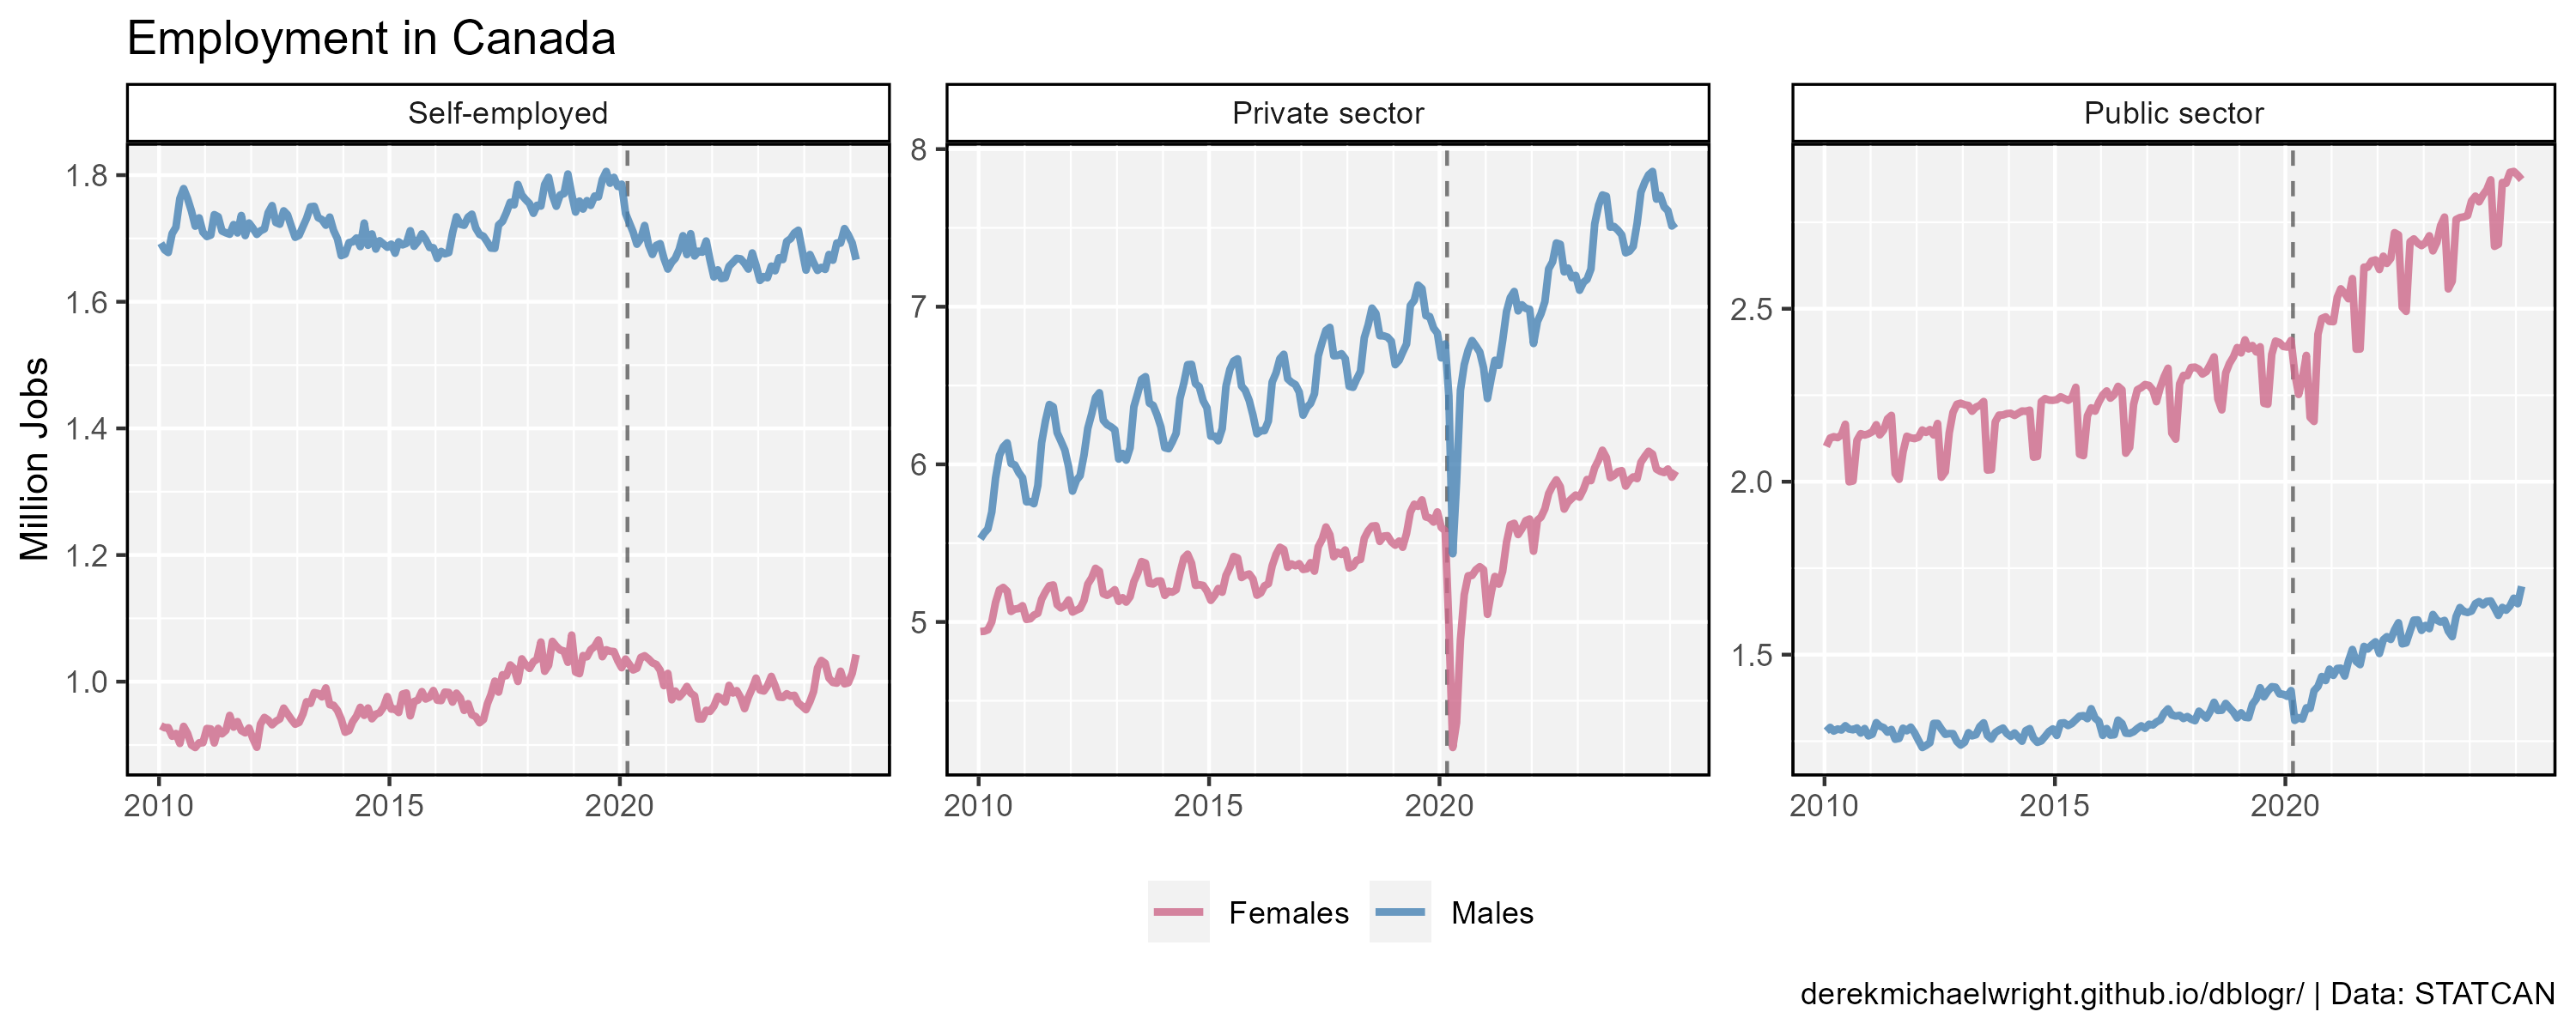 Employment in Canada
Self-employed
Private sector
Public sector
Million Jobs
1.8
1.6
1.4
1.2
1.0
2010
2015
2020
8
7
6
5
2010
2015
2020
2.5
2.0
1.5
2010
2015
2020
Females
Males
derekmichaelwright.github.io/dblogr/ | Data: STATCAN